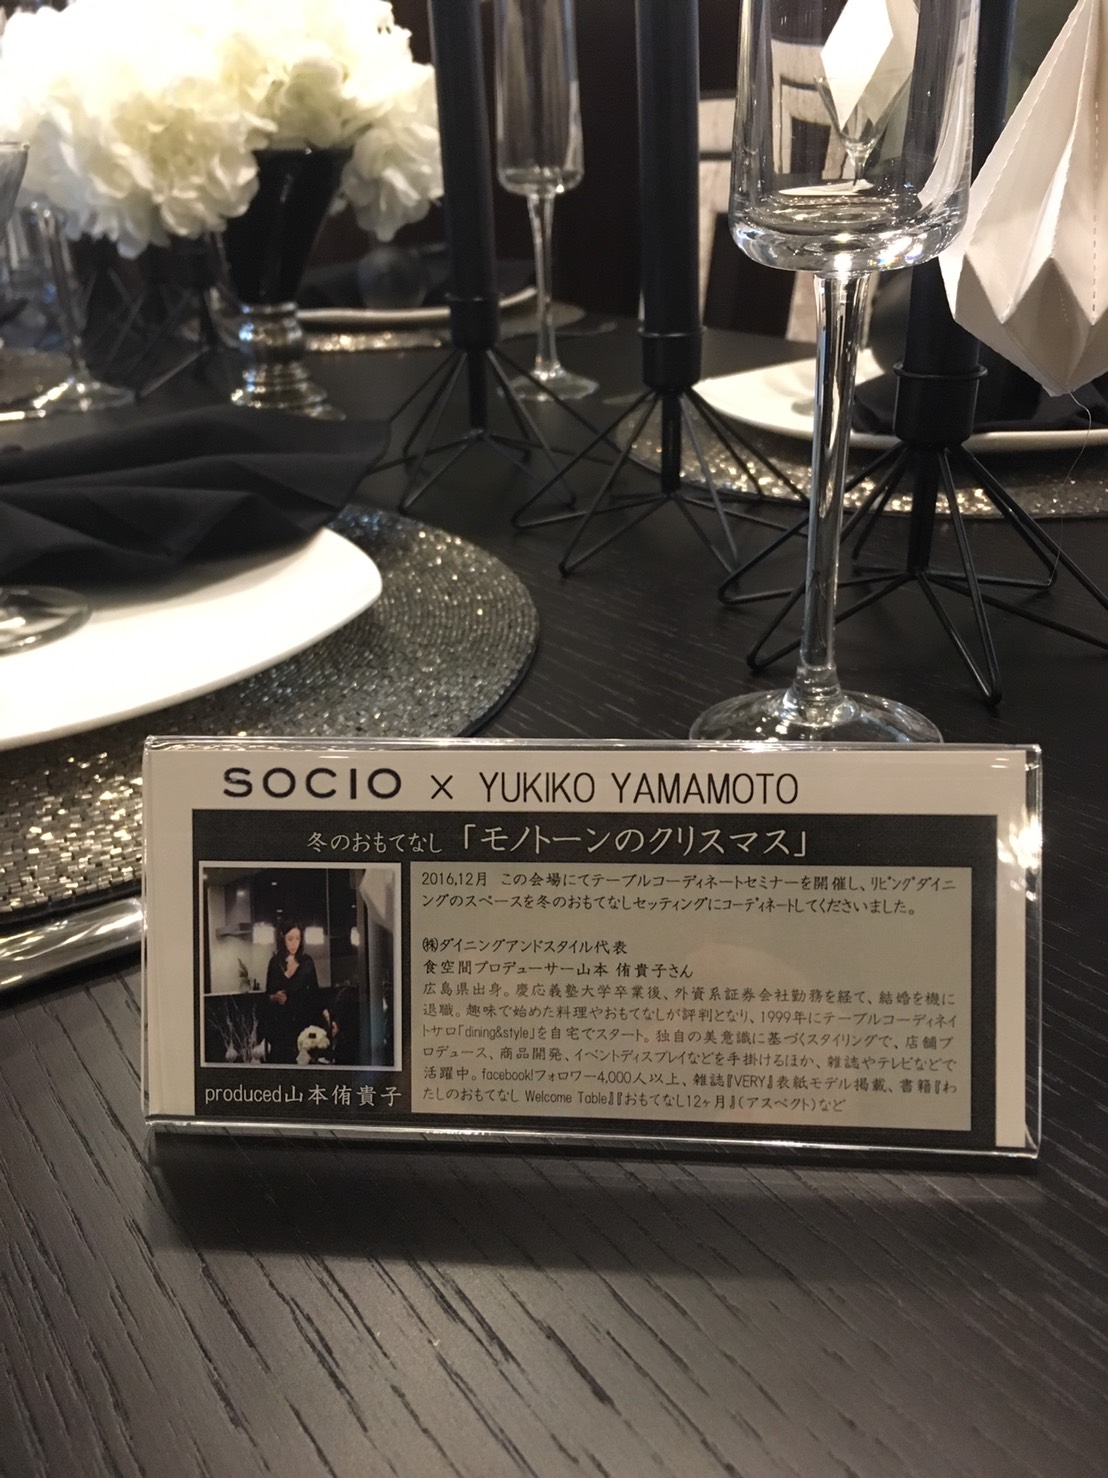 SOCIO × YUKIKO YAMAMOTO
冬のおもてなし「モノトーンのクリスマス」
2016,12月 この会場にてテーブルコーディネートセミナーを開催し、リビングダイニ
ングのスペースを冬のおもてなしセッティングにコーディネートしてくださいました。
㈱ダイニングアンドスタイル代表
食空間プロデューサー山本 侑貴子さん
広島県出身。慶応義塾大学卒業後、外資系証券会社勤務を経て、結婚を機に
退職。趣味で始めた料理やおもてなしが評判となり、1999年にテーブルコーディネイ
トサロ「dining&style」を自宅でスタート。独自の美意識に基づくスタイリングで、店舗プ
ロデュース、商品開発、イベントディスプレイなどを手掛けるほか、雑誌やテレビなどで
活躍中。facebook!フォロワー4,000人以上、雑誌『VERY』表紙モデル掲載、書籍『わ
たしのおもてなし Welcome Table』『おもてなし12ヶ月』(アスペクト)など
produced山本侑貴子